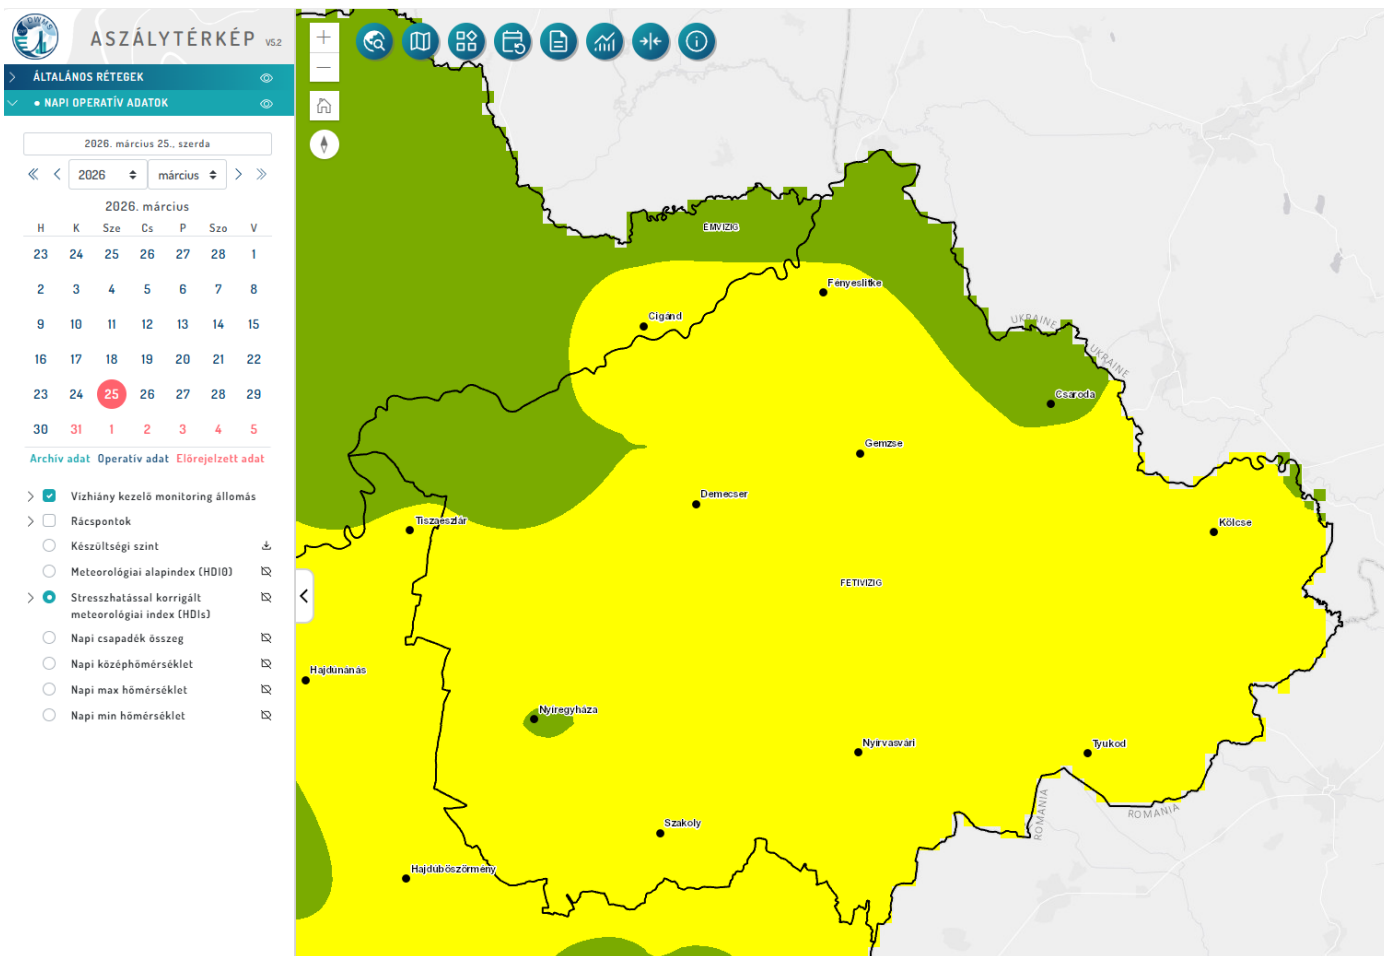 DWMS
ASZÁLYTÉRKÉP V5.2
ÁLTALÁNOS RÉTEGEK
NAPI OPERATÍV ADATOK
2026. március 25., szerda
2026 március
2026. március
H K Sze Cs P Szo V
23 24 25 26 27 28 1
2 3 4 5 6 7 8
9 10 11 12 13 14 15
16 17 18 19 20 21 22
23 24 25 26 27 28 29
30 31 1 2 3 4 5
Archív adat Operatív adat Előrejelzett adat
Vízhiány kezelő monitoring állomás
Rácspontok
Készültségi szint
Meteorológiai alapindex (HDI0)
Stresszhatással korrigált
meteorológiai index (HDIs)
Napi csapadék összeg
Napi középhőmérséklet
Napi max hőmérséklet
Napi min hőmérséklet
ÉMVIZIG
Fényeslitke
Cigánd
UKRAINE
UKRAINE
Csaroda
Gemzse
Demecser
Tiszaeszlár
Kölcse
FETIVIZIG
Hajdúnánás
Nyíregyháza
Nyírvasvári
Tyukod
ROMANIA
ROMANIA
Szakoly
Hajdúböszörmény